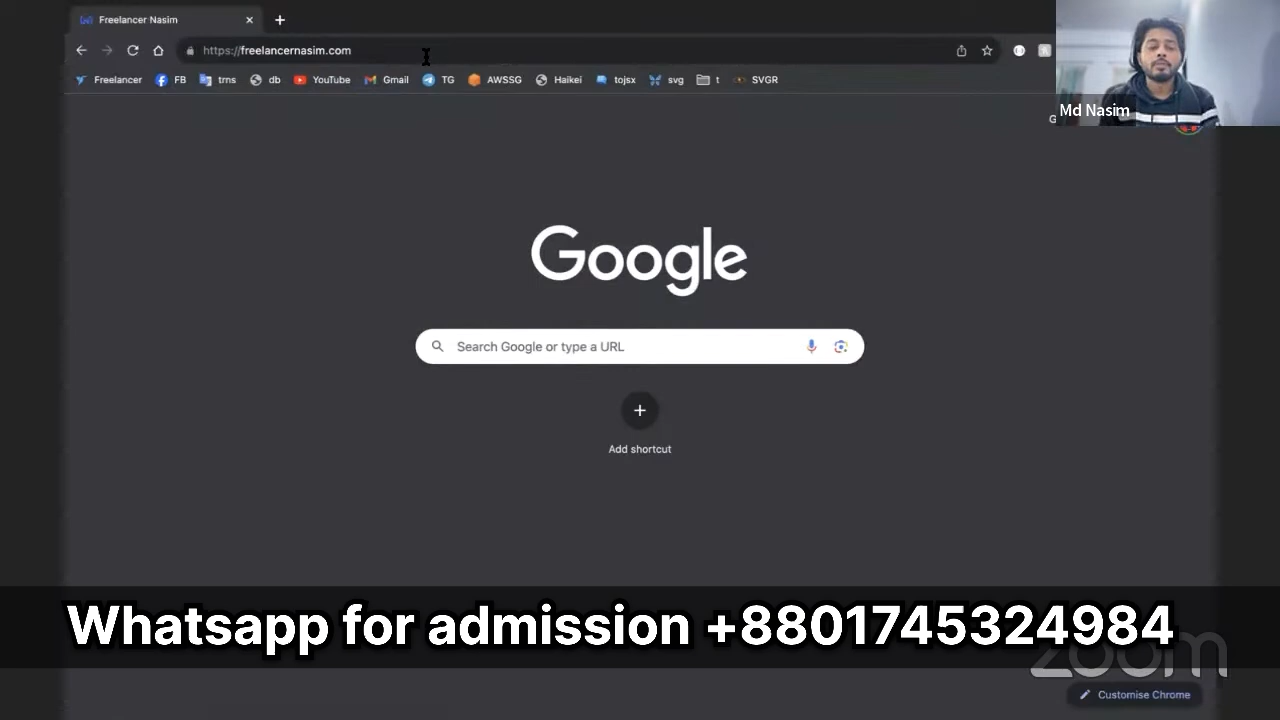 Freelancer Nasim
https://freelancernasim.com
Freelancer FB trns db YouTube Gmail TG AWSSG Haikei tojsx svg t SVGR
Md Nasim
G
Google
Search Google or type a URL
Add shortcut
Whatsapp for admission +8801745324984
zoom
Customise Chrome